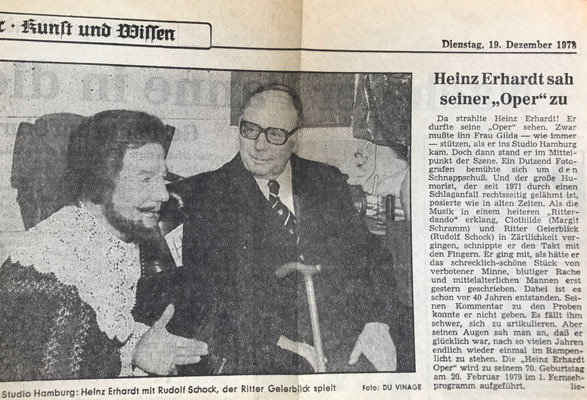 · Kunst und Wissen
Dienstag, 19. Dezember 1978
Heinz Erhardt sah
seiner „Oper“ zu
Da strahlte Heinz Erhardt! Er
durfte seine „Oper“ sehen. Zwar
mußte ihn Frau Gilda — wie immer
— stützen, als er ins Studio Hamburg
kam. Doch dann stand er im Mittel-
punkt der Szene. Ein Dutzend Foto-
grafen bemühte sich um den
Schnappschuß. Und der große Hu-
morist, der seit 1971 durch einen
Schlaganfall rechtsseitig gelähmt ist,
posierte wie in alten Zeiten. Als die
Musik in einem heiteren „Ritter-
dando“ erklang, Clothilde (Margit
Schramm) und Ritter Geierblick
(Rudolf Schock) in Zärtlichkeit ver-
gingen, schnippte er den Takt mit
den Fingern. Er ging mit, als hätte er
das schrecklich-schöne Stück von
verbotener Minne, blutiger Rache
und mittelalterlichen Mannen erst
gestern geschrieben. Dabei ist es
schon vor 40 Jahren entstanden. Sei-
nen Kommentar zu den Proben
konnte er nicht geben. Es fällt ihm
schwer, sich zu artikulieren. Aber
seinen Augen sah man an, daß er
glücklich war, nach so vielen Jahren
endlich wieder einmal im Rampen-
licht zu stehen. Die „Heinz Erhardt
Oper“ wird zu seinem 70. Geburtstag
am 20. Februar 1979 im 1. Fernseh-
programm aufgeführt. lie-
Studio Hamburg: Heinz Erhardt mit Rudolf Schock, der Ritter Geierblick spielt Foto: DU VINAGE